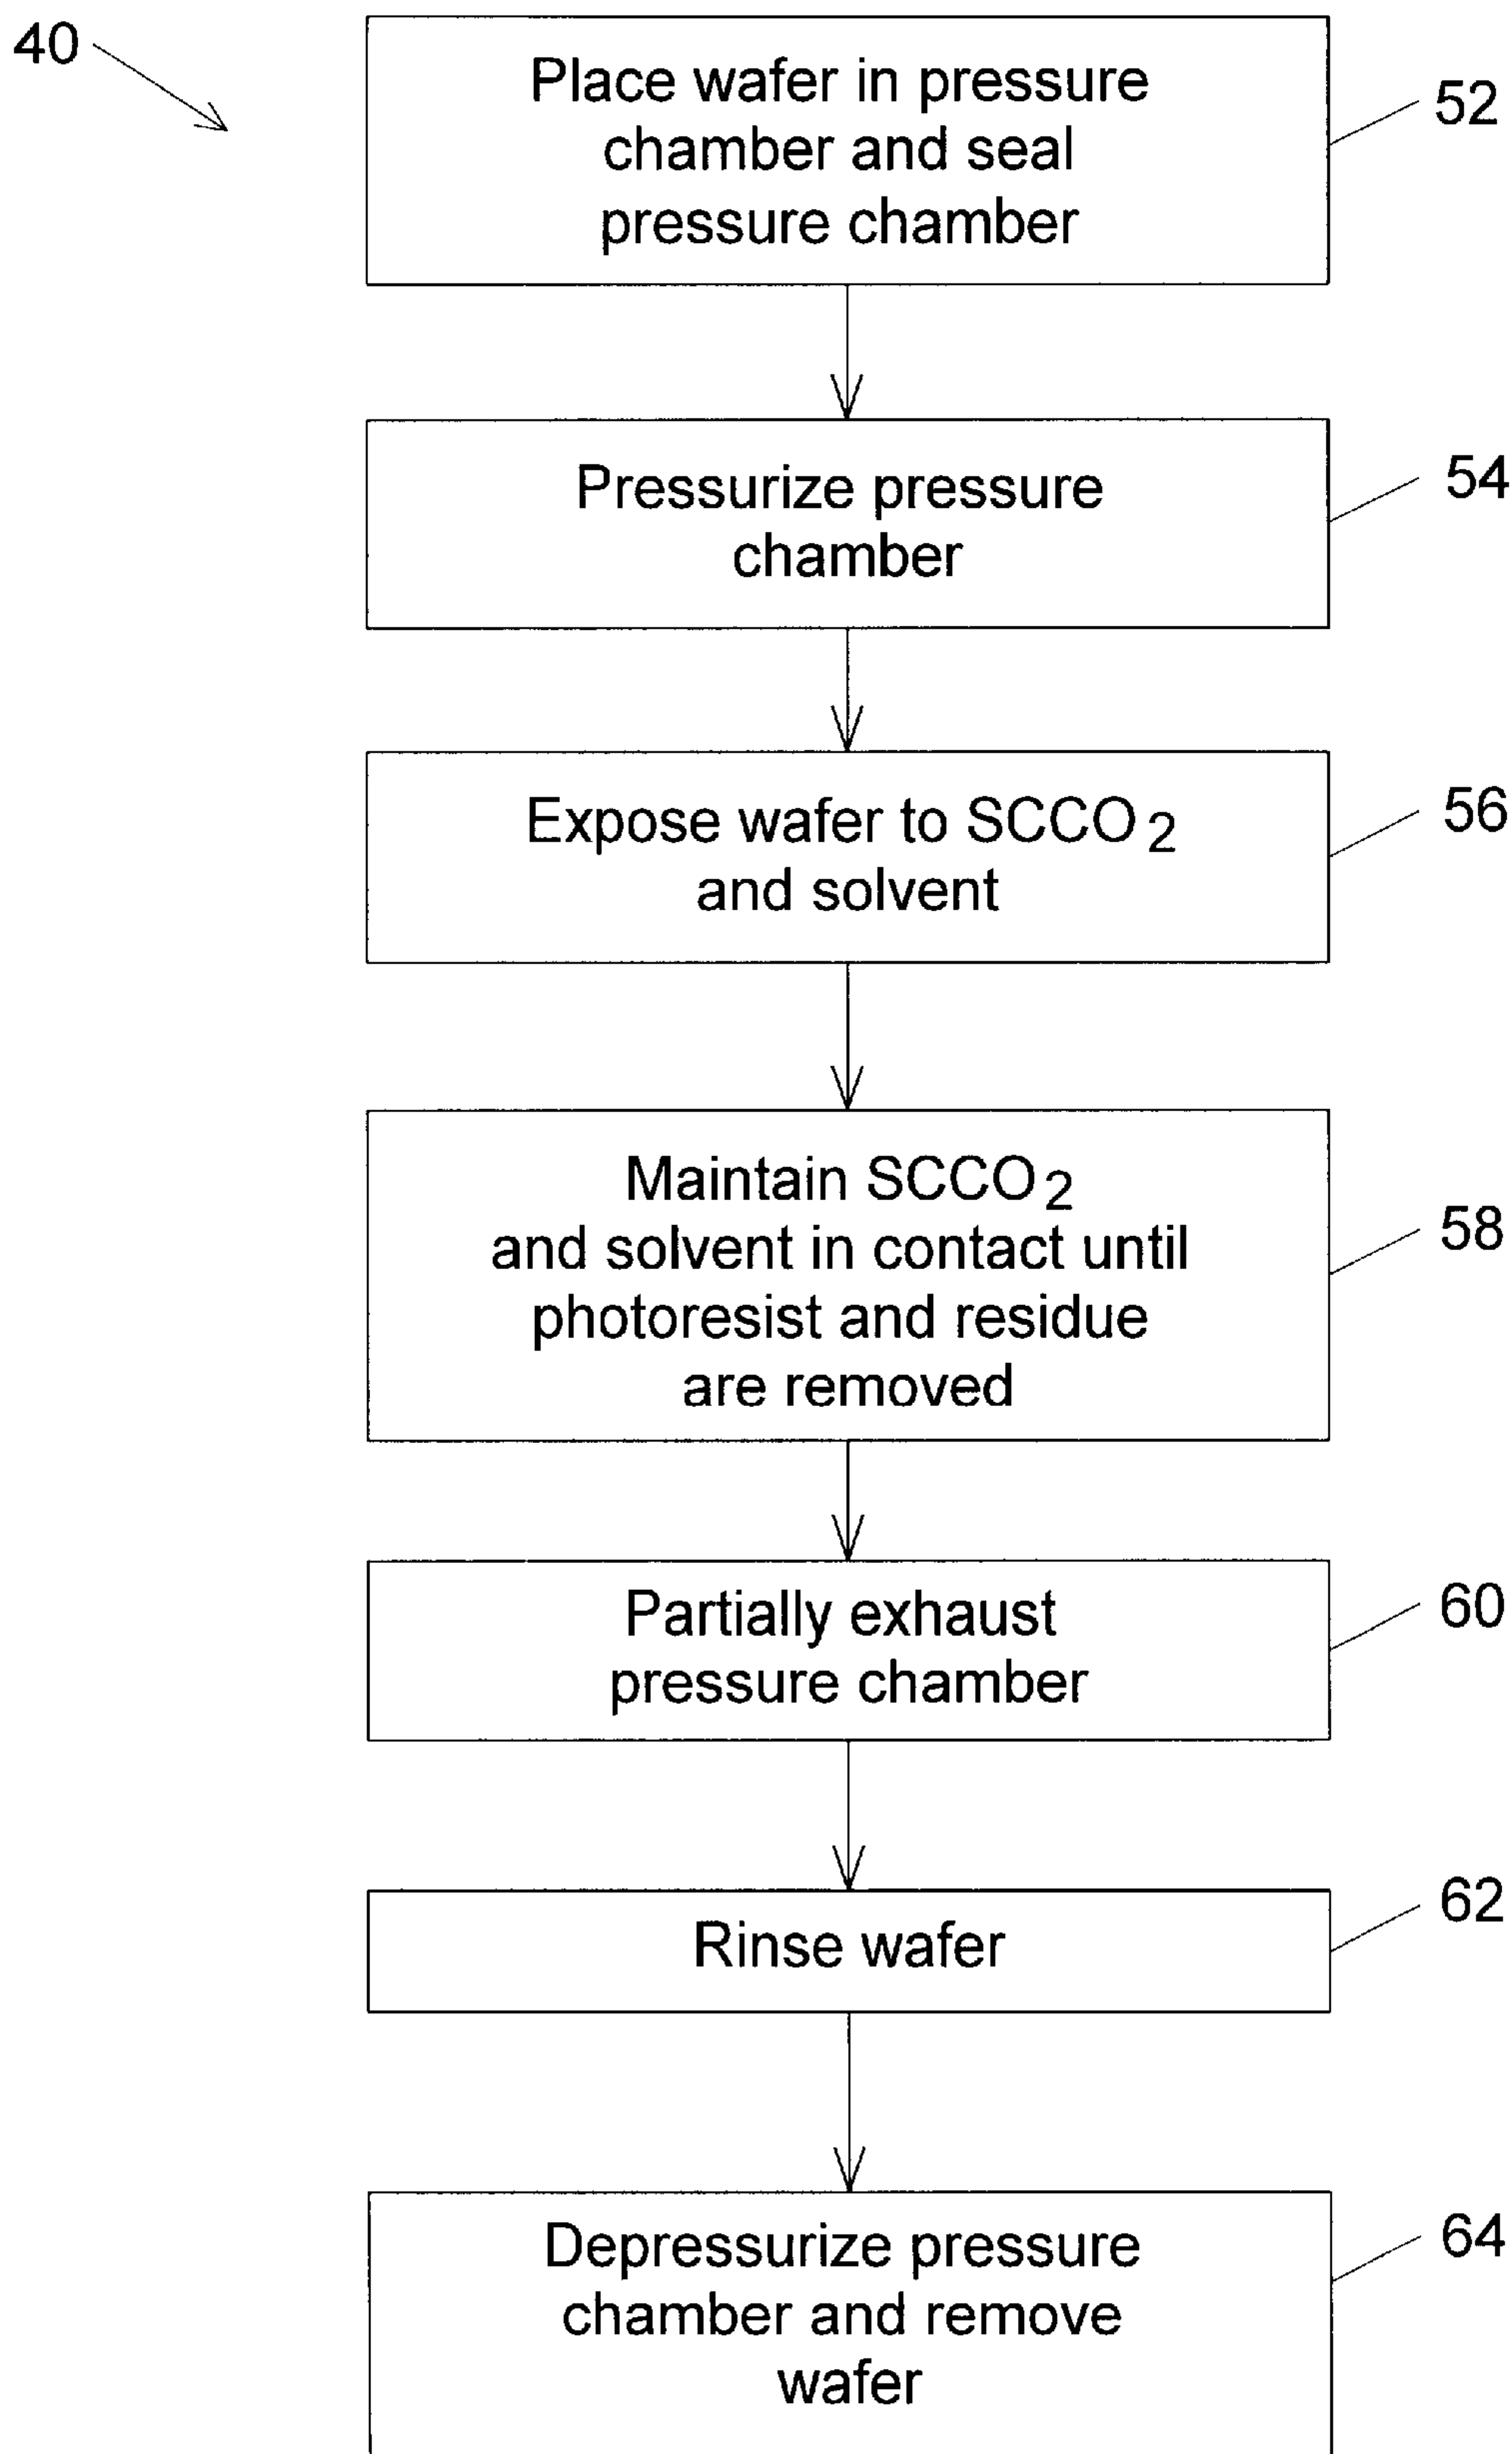 40
Place wafer in pressure
chamber and seal
pressure chamber
52
Pressurize pressure
chamber
54
Expose wafer to SCCO2
and solvent
56
Maintain SCCO2
and solvent in contact until
photoresist and residue
are removed
58
Partially exhaust
pressure chamber
60
Rinse wafer
62
Depressurize pressure
chamber and remove
wafer
64